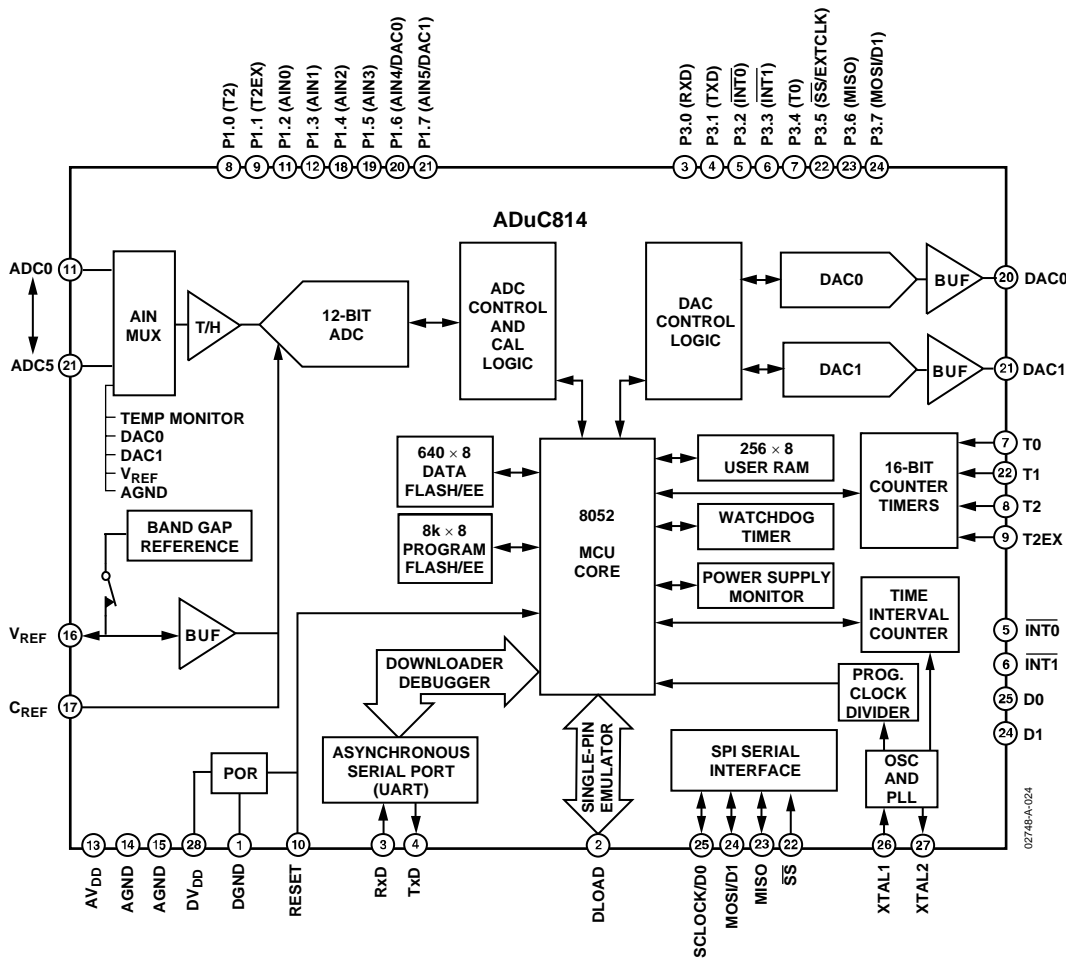 P1.0 (T2)
P1.1 (T2EX)
P1.2 (AIN0)
P1.3 (AIN1)
P1.4 (AIN2)
P1.5 (AIN3)
P1.6 (AIN4/DAC0)
P1.7 (AIN5/DAC1)
P3.0 (RXD)
P3.1 (TXD)
P3.2 (I̅N̅T̅0̅)
P3.3 (I̅N̅T̅1̅)
P3.4 (T0)
P3.5 (S̅S̅/EXTCLK)
P3.6 (MISO)
P3.7 (MOSI/D1)
8
9
11
12
18
19
20
21
3
4
5
6
7
22
23
24
ADuC814
ADC0
11
ADC5
21
AIN
MUX
T/H
12-BIT
ADC
ADC
CONTROL
AND
CAL
LOGIC
DAC
CONTROL
LOGIC
DAC0
BUF
20
DAC0
DAC1
BUF
21
DAC1
TEMP MONITOR
DAC0
DAC1
VREF
AGND
640 × 8
DATA
FLASH/EE
8k × 8
PROGRAM
FLASH/EE
8052
MCU
CORE
256 × 8
USER RAM
WATCHDOG
TIMER
POWER SUPPLY
MONITOR
16-BIT
COUNTER
TIMERS
7
T0
22
T1
8
T2
9
T2EX
BAND GAP
REFERENCE
VREF
16
BUF
CREF
17
TIME
INTERVAL
COUNTER
5
I̅N̅T̅0̅
6
I̅N̅T̅1̅
25
D0
24
D1
DOWNLOADER
DEBUGGER
PROG.
CLOCK
DIVIDER
ASYNCHRONOUS
SERIAL PORT
(UART)
POR
SINGLE-PIN
EMULATOR
SPI SERIAL
INTERFACE
OSC
AND
PLL
13
14
15
28
1
10
3
4
2
25
24
23
22
26
27
AVDD
AGND
AGND
DVDD
DGND
RESET
RxD
TxD
DLOAD
SCLOCK/D0
MOSI/D1
MISO
S̅S̅
XTAL1
XTAL2
02748-A-024